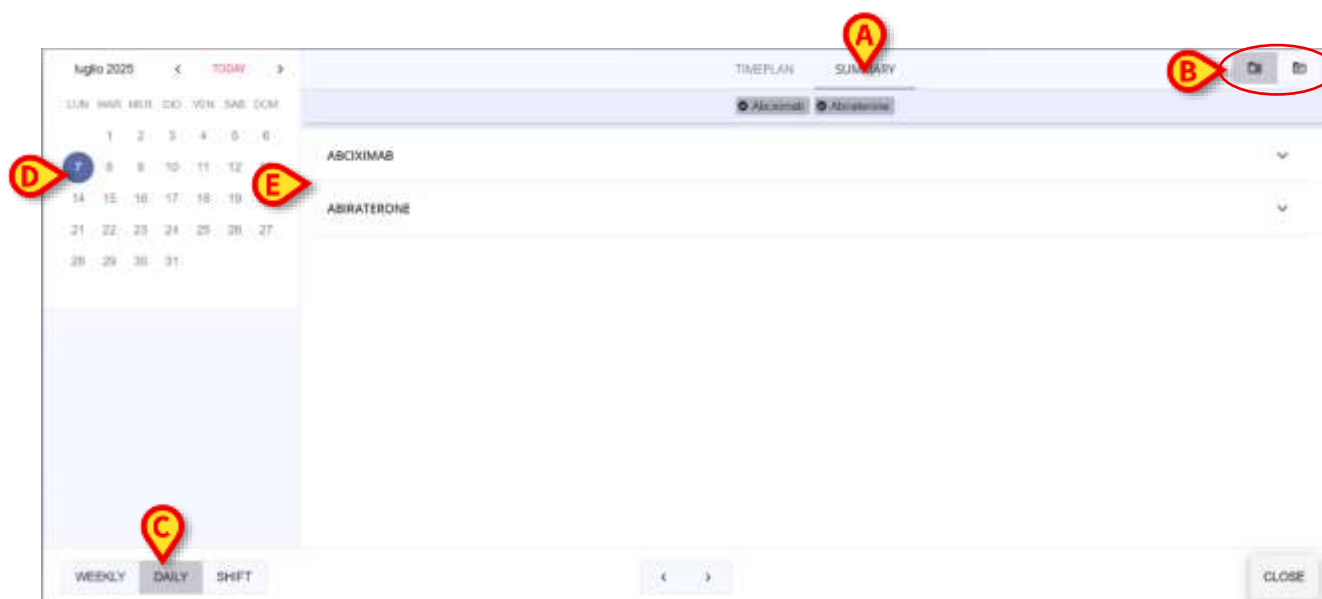 A
luglio 2025 < TODAY > TIMEPLAN SUMMARY B
LUN MAR MER GIO VEN SAB DOM Abciximab Abiraterone
1 2 3 4 5 6
D 7 8 9 10 11 12 E ABCIXIMAB
14 15 16 17 18 19 ABIRATERONE
21 22 23 24 25 26 27
28 29 30 31
C
WEEKLY DAILY SHIFT < > CLOSE